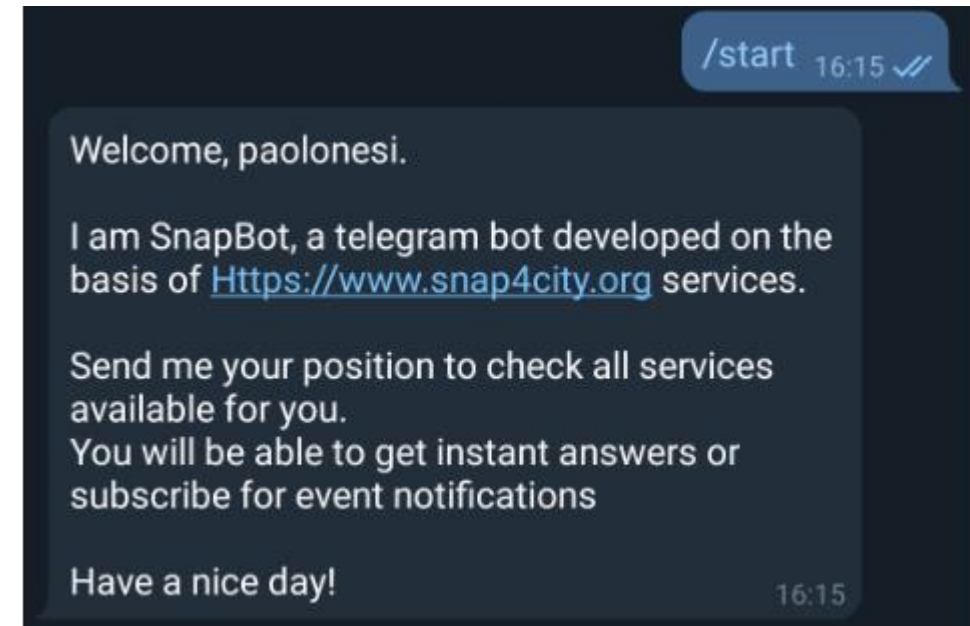 /start 16:15
Welcome, paolonesi.
I am SnapBot, a telegram bot developed on the
basis of Https://www.snap4city.org services.
Send me your position to check all services
available for you.
You will be able to get instant answers or
subscribe for event notifications
Have a nice day! 16:15